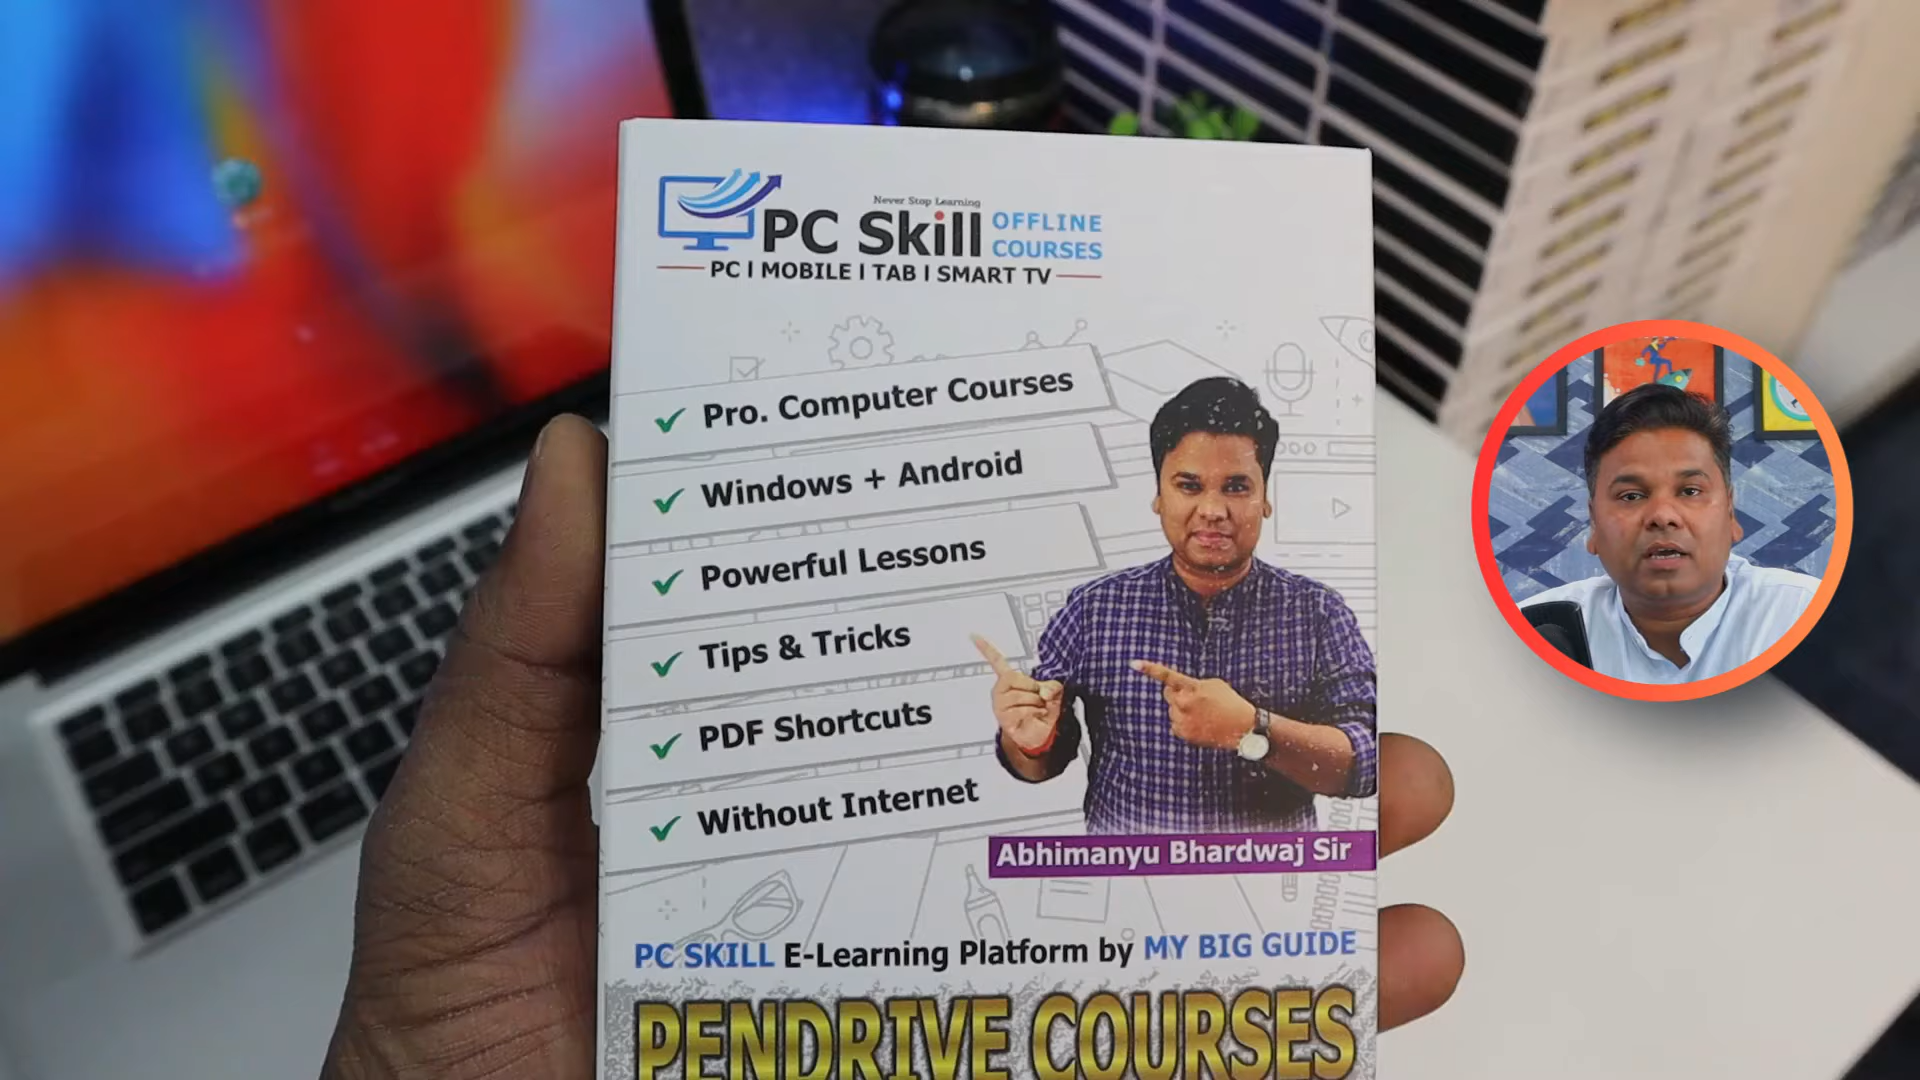 Never Stop Learning
PC Skill OFFLINE COURSES
PC | MOBILE | TAB | SMART TV
Pro. Computer Courses
Windows + Android
Powerful Lessons
Tips & Tricks
PDF Shortcuts
Without Internet
Abhimanyu Bhardwaj Sir
PC SKILL E-Learning Platform by MY BIG GUIDE
PENDRIVE COURSES